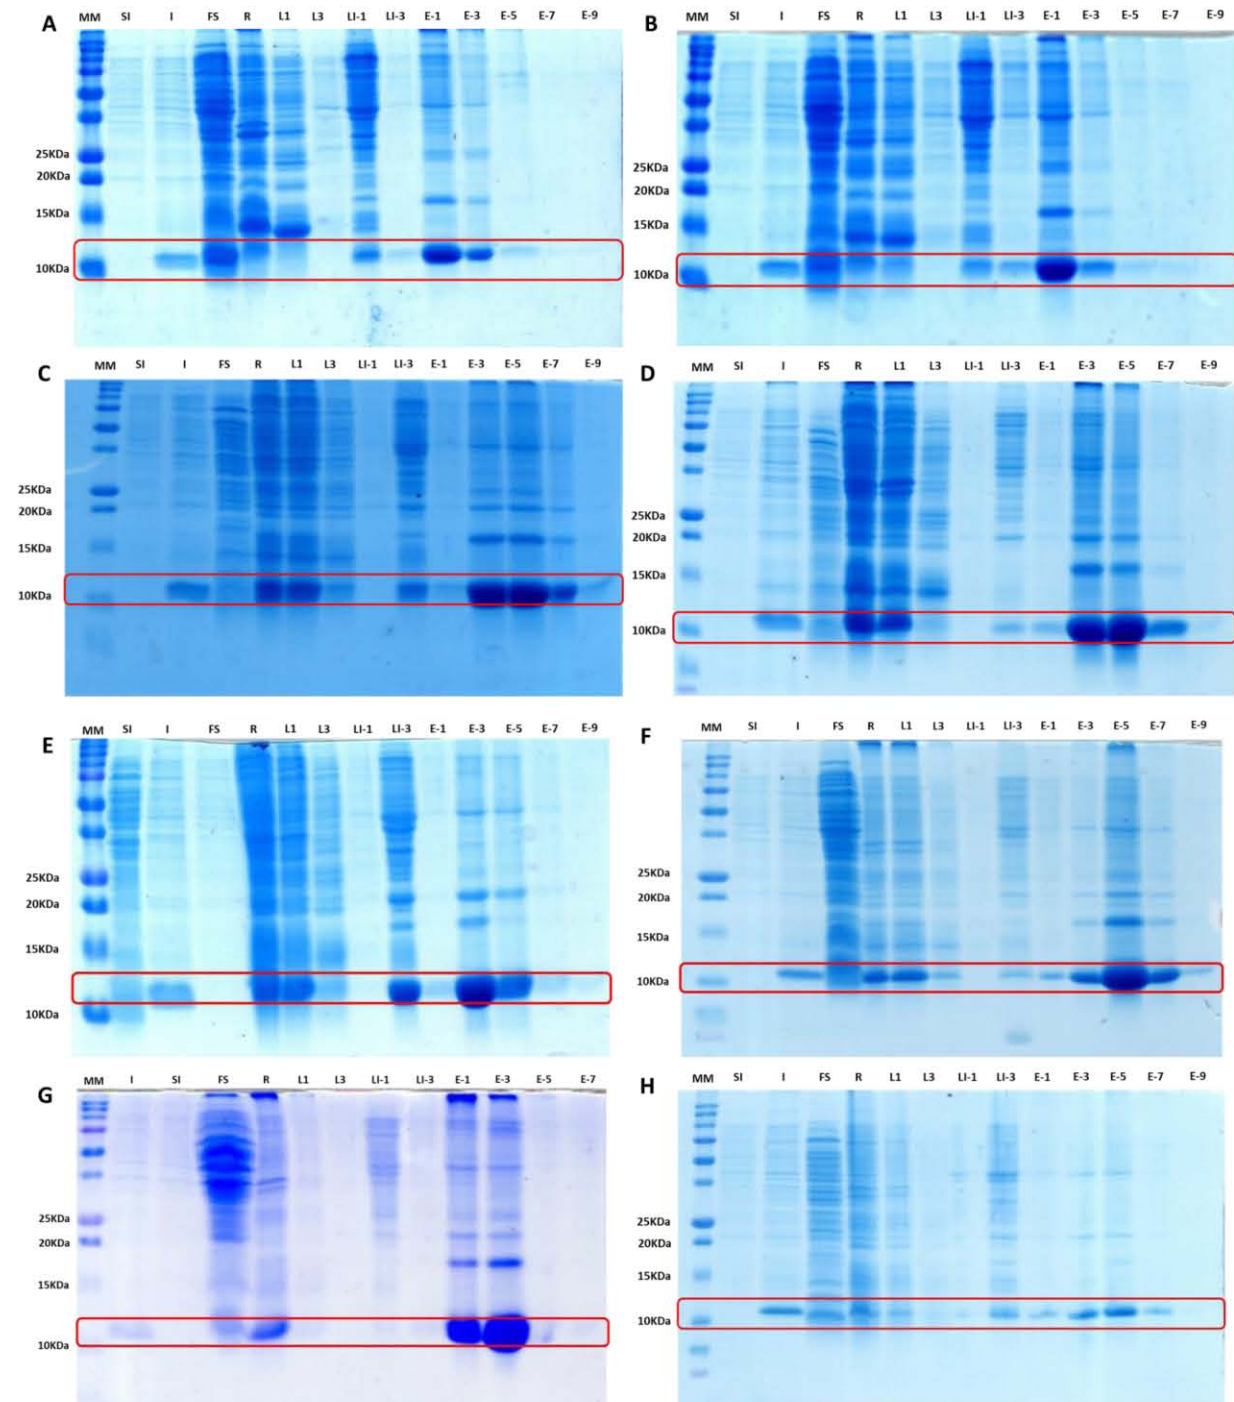 A MM SI I FS R L1 L3 LI-1 LI-3 E-1 E-3 E-5 E-7 E-9
25KDa
20KDa
15KDa
10KDa
B MM SI I FS R L1 L3 LI-1 LI-3 E-1 E-3 E-5 E-7 E-9
25KDa
20KDa
15KDa
10KDa
C MM SI I FS R L1 L3 LI-1 LI-3 E-1 E-3 E-5 E-7 E-9
25KDa
20KDa
15KDa
10KDa
D MM SI I FS R L1 L3 LI-1 LI-3 E-1 E-3 E-5 E-7 E-9
25KDa
20KDa
15KDa
10KDa
E MM SI I FS R L1 L3 LI-1 LI-3 E-1 E-3 E-5 E-7 E-9
25KDa
20KDa
15KDa
10KDa
F MM SI I FS R L1 L3 LI-1 LI-3 E-1 E-3 E-5 E-7 E-9
25KDa
20KDa
15KDa
10KDa
G MM I SI FS R L1 L3 LI-1 LI-3 E-1 E-3 E-5 E-7
25KDa
20KDa
15KDa
10KDa
H MM SI I FS R L1 L3 LI-1 LI-3 E-1 E-3 E-5 E-7 E-9
25KDa
20KDa
15KDa
10KDa